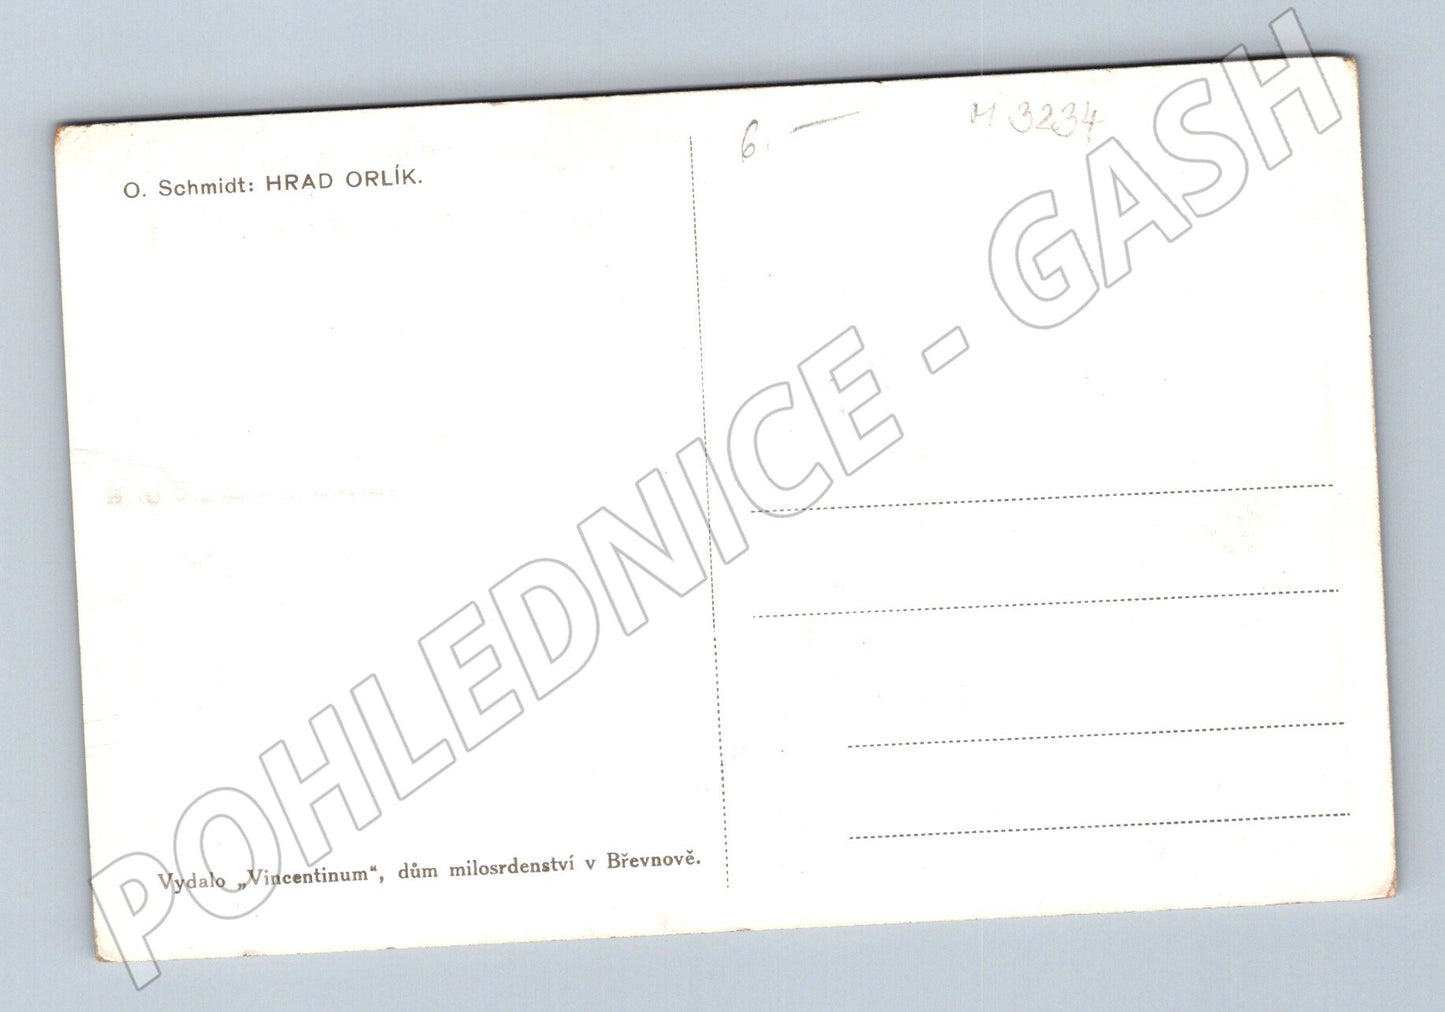 O. Schmidt: HRAD ORLÍK.
6.—
M 3234
POHLEDNICE - GASH
Vydalo „Vincentinum“, dům milosrdenství v Břevnově.